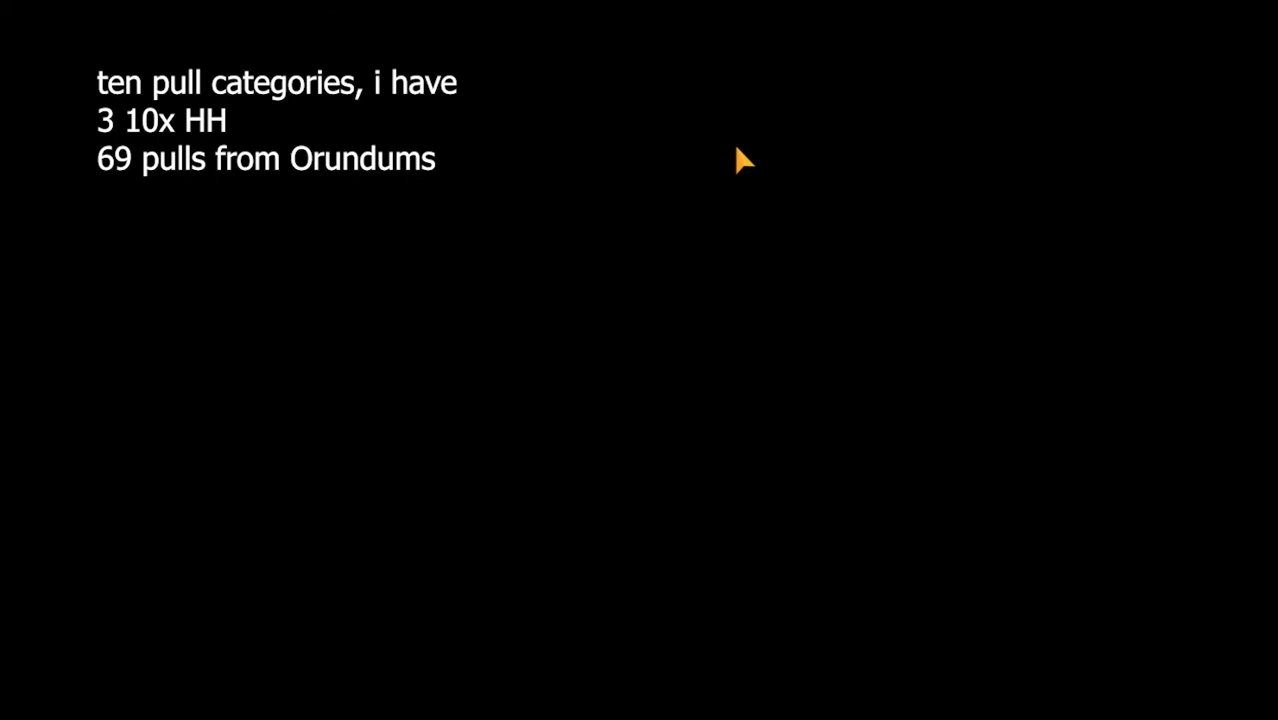 ten pull categories, i have
3 10x HH
69 pulls from Orundums